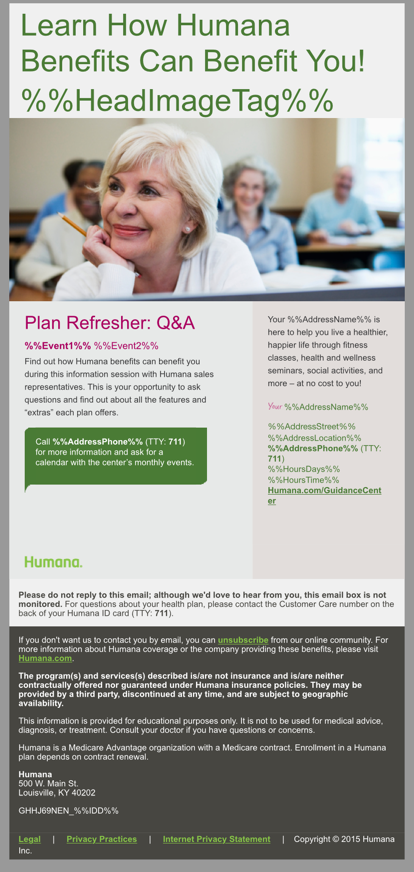 Learn How Humana
Benefits Can Benefit You!
%%HeadImageTag%%
Plan Refresher: Q&A
%%Event1%% %%Event2%%
Find out how Humana benefits can benefit you
during this information session with Humana sales
representatives. This is your opportunity to ask
questions and find out about all the features and
“extras” each plan offers.
Call %%AddressPhone%% (TTY: 711)
for more information and ask for a
calendar with the center's monthly events.
Humana.
Your %%AddressName%% is
here to help you live a healthier,
happier life through fitness
classes, health and wellness
seminars, social activities, and
more – at no cost to you!
Your %%AddressName%%
%%AddressStreet%%
%%AddressLocation%%
%%AddressPhone%% (TTY:
711)
%%HoursDays%%
%%HoursTime%%
Humana.com/GuidanceCent
er
Please do not reply to this email; although we'd love to hear from you, this email box is not
monitored. For questions about your health plan, please contact the Customer Care number on the
back of your Humana ID card (TTY: 711).
If you don't want us to contact you by email, you can unsubscribe from our online community. For
more information about Humana coverage or the company providing these benefits, please visit
Humana.com.
The program(s) and services(s) described is/are not insurance and is/are neither
contractually offered nor guaranteed under Humana insurance policies. They may be
provided by a third party, discontinued at any time, and are subject to geographic
availability.
This information is provided for educational purposes only. It is not to be used for medical advice,
diagnosis, or treatment. Consult your doctor if you have questions or concerns.
Humana is a Medicare Advantage organization with a Medicare contract. Enrollment in a Humana
plan depends on contract renewal.
Humana
500 W. Main St.
Louisville, KY 40202
GHHJ69NEN_%%IDD%%
Legal | Privacy Practices | Internet Privacy Statement | Copyright © 2015 Humana
Inc.